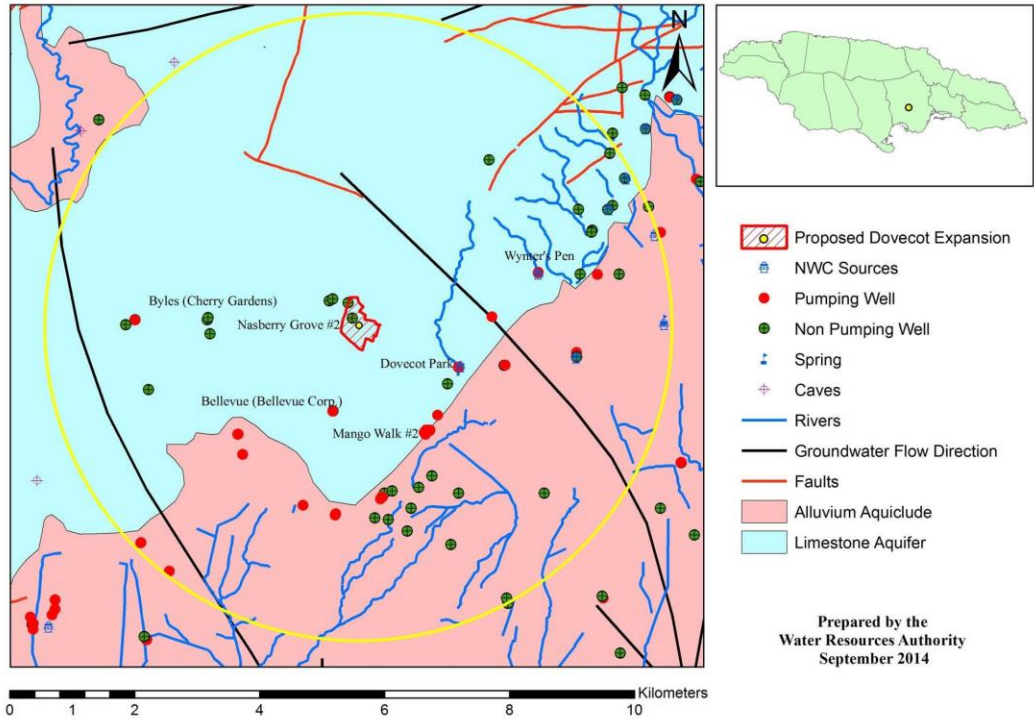 N
Wymer's Pen
Byles (Cherry Gardens)
Nasberry Grove #2
Dovecot Park
Bellevue (Bellevue Corp.)
Mango Walk #2
Kilometers
0 2 4 6 8 10
Proposed Dovecot Expansion
NWC Sources
Pumping Well
Non Pumping Well
Spring
Caves
Rivers
Groundwater Flow Direction
Faults
Alluvium Aquiclude
Limestone Aquifer
Prepared by the
Water Resources Authority
September 2014